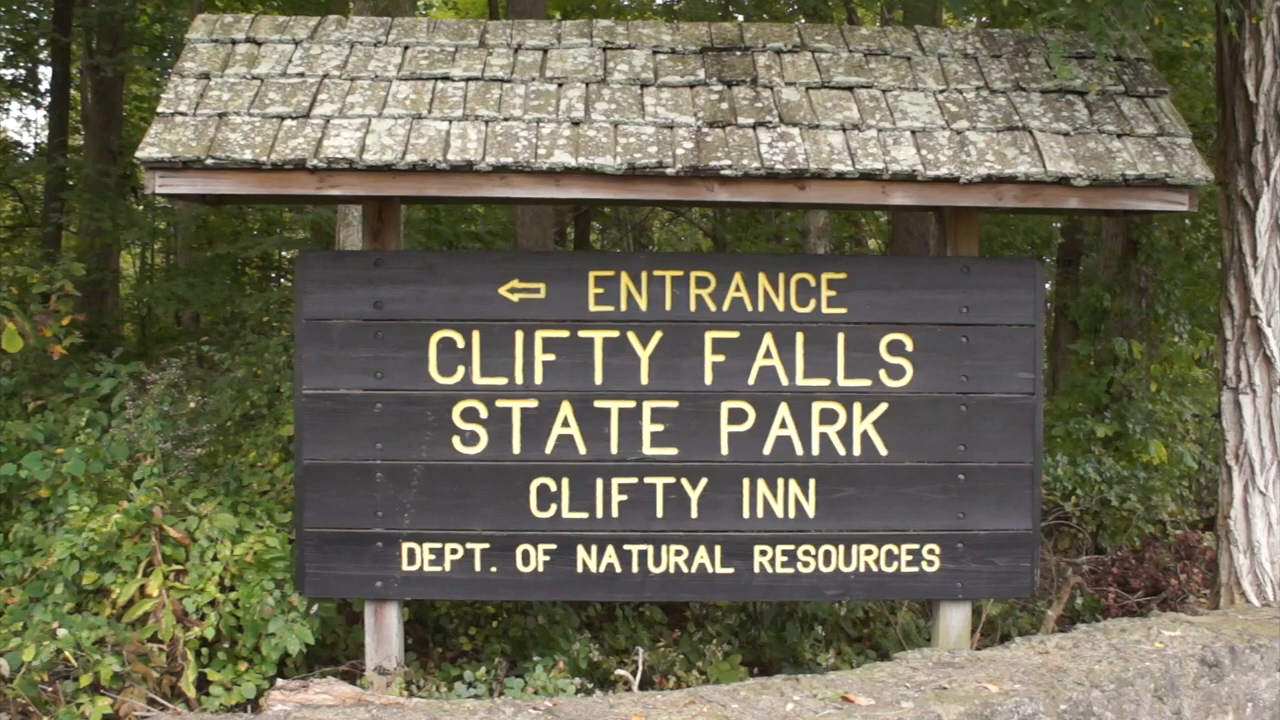 ← ENTRANCE
CLIFTY FALLS
STATE PARK
CLIFTY INN
DEPT. OF NATURAL RESOURCES